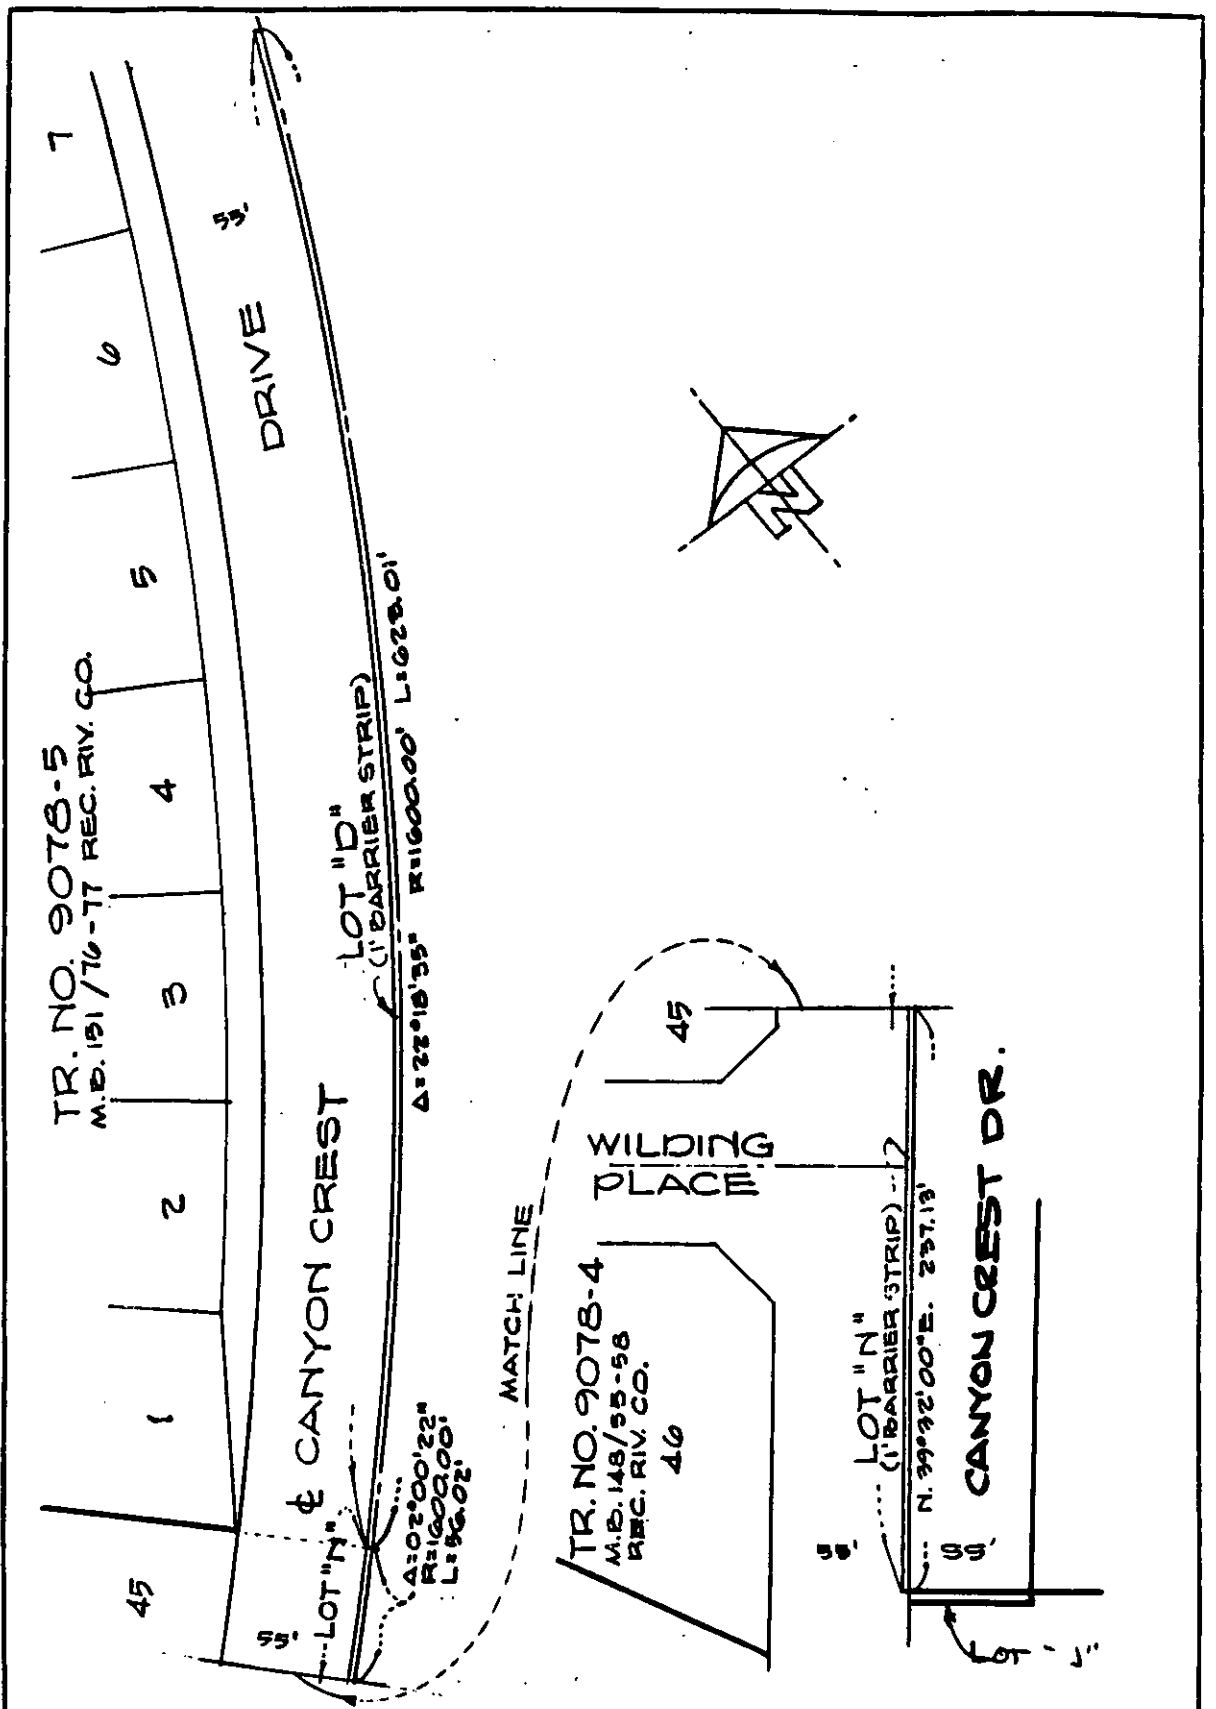 TR. NO. 9078-5
M.B. 151/76-77 REC. RIV. CO.
1
2
3
4
5
6
7
45
55'
LOT "N"
℄ CANYON CREST
DRIVE
55'
LOT "D"
(1' BARRIER STRIP)
Δ=22°18'35" R=1600.00' L=623.01'
Δ=02°00'22"
R=1600.00'
L=56.02'
MATCH LINE
TR. NO. 9078-4
M.B. 148/55-58
REC. RIV. CO.
46
WILDING
PLACE
45
LOT "N"
(1' BARRIER STRIP)
N. 39°32'00"E. 237.13'
55'
55'
CANYON CREST DR.
LOT "J"
N